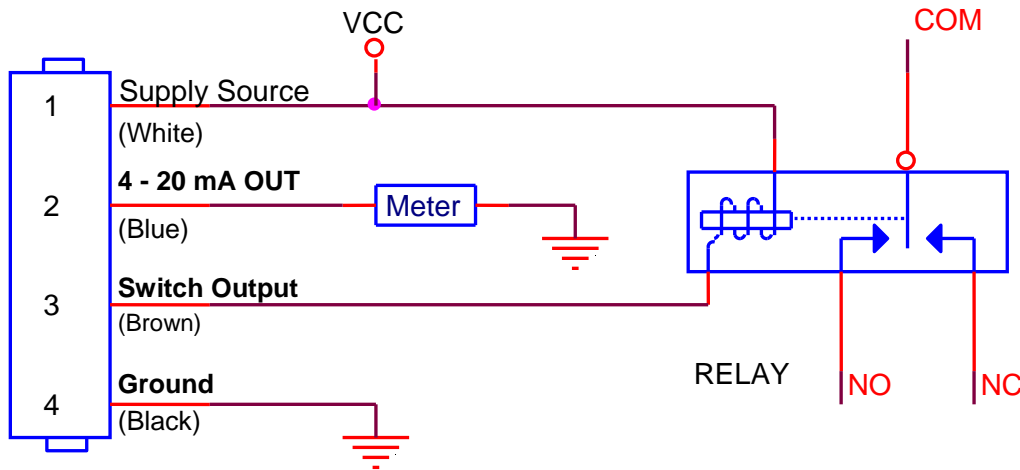 VCC
COM
1
Supply Source
(White)
4 - 20 mA OUT
2
Meter
(Blue)
Switch Output
3
(Brown)
RELAY
NO
NC
Ground
4
(Black)